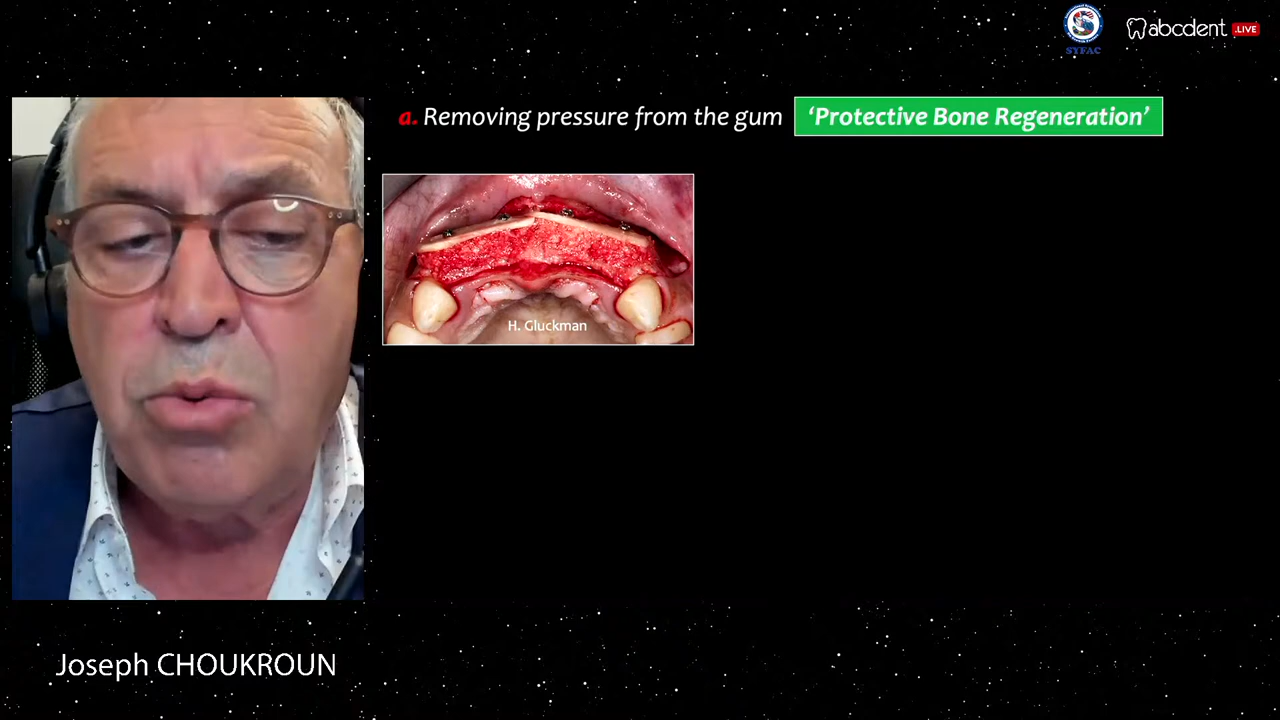 SYFAC
abcdent .LIVE
a. Removing pressure from the gum ‘Protective Bone Regeneration’
H. Gluckman
Joseph CHOUKROUN